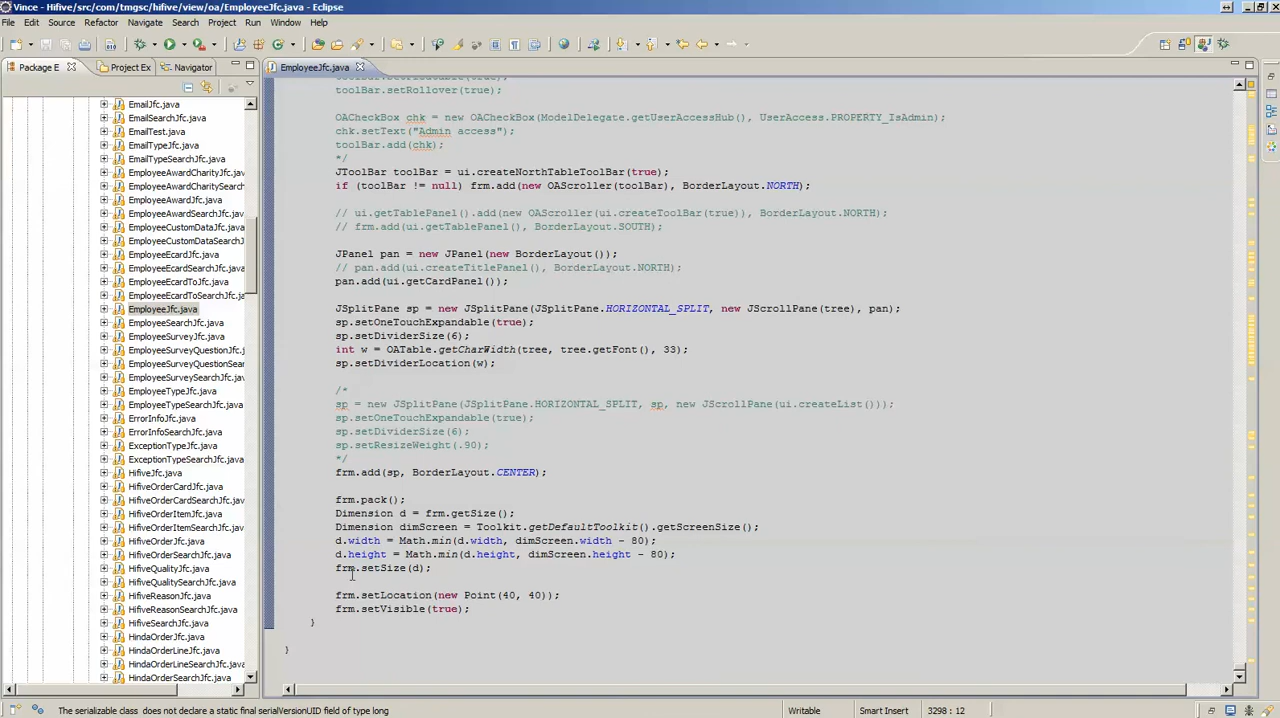 Vince - Hifive/src/com/tmgsc/hifive/view/oa/EmployeeJfc.java - Eclipse
File Edit Source Refactor Navigate Search Project Run Window Help
Package E Project Ex Navigator
EmployeeJfc.java
EmailJfc.java
EmailSearchJfc.java
EmailTest.java
EmailTypeJfc.java
EmailTypeSearchJfc.java
EmployeeAwardCharityJfc.java
EmployeeAwardCharitySearch
EmployeeAwardJfc.java
EmployeeAwardSearchJfc.java
EmployeeCustomDataJfc.java
EmployeeCustomDataSearchJ
EmployeeEcardJfc.java
EmployeeEcardSearchJfc.java
EmployeeEcardToJfc.java
EmployeeEcardToSearchJfc.ja
EmployeeJfc.java
EmployeeSearchJfc.java
EmployeeSurveyJfc.java
EmployeeSurveyQuestionJfc.
EmployeeSurveyQuestionSea
EmployeeSurveySearchJfc.jav
EmployeeTypeJfc.java
EmployeeTypeSearchJfc.java
ErrorInfoJfc.java
ErrorInfoSearchJfc.java
ExceptionTypeJfc.java
ExceptionTypeSearchJfc.java
HifiveJfc.java
HifiveOrderCardJfc.java
HifiveOrderCardSearchJfc.jav
HifiveOrderItemJfc.java
HifiveOrderItemSearchJfc.jav
HifiveOrderJfc.java
HifiveOrderSearchJfc.java
HifiveQualityJfc.java
HifiveQualitySearchJfc.java
HifiveReasonJfc.java
HifiveReasonSearchJfc.java
HifiveSearchJfc.java
HindaOrderJfc.java
HindaOrderLineJfc.java
HindaOrderLineSearchJfc.java
HindaOrderSearchJfc.java
toolBar.setRollover(true);
OACheckBox chk = new OACheckBox(ModelDelegate.getUserAccessHub(), UserAccess.PROPERTY_IsAdmin);
chk.setText("Admin access");
toolBar.add(chk);
*/
JToolBar toolBar = ui.createNorthTableToolBar(true);
if (toolBar != null) frm.add(new OAScroller(toolBar), BorderLayout.NORTH);
// ui.getTablePanel().add(new OAScroller(ui.createToolBar(true)), BorderLayout.NORTH);
// frm.add(ui.getTablePanel(), BorderLayout.SOUTH);
JPanel pan = new JPanel(new BorderLayout());
// pan.add(ui.createTitlePanel(), BorderLayout.NORTH);
pan.add(ui.getCardPanel());
JSplitPane sp = new JSplitPane(JSplitPane.HORIZONTAL_SPLIT, new JScrollPane(tree), pan);
sp.setOneTouchExpandable(true);
sp.setDividerSize(6);
int w = OATable.getCharWidth(tree, tree.getFont(), 33);
sp.setDividerLocation(w);
/*
sp = new JSplitPane(JSplitPane.HORIZONTAL_SPLIT, sp, new JScrollPane(ui.createList()));
sp.setOneTouchExpandable(true);
sp.setDividerSize(6);
sp.setResizeWeight(.90);
*/
frm.add(sp, BorderLayout.CENTER);
frm.pack();
Dimension d = frm.getSize();
Dimension dimScreen = Toolkit.getDefaultToolkit().getScreenSize();
d.width = Math.min(d.width, dimScreen.width - 80);
d.height = Math.min(d.height, dimScreen.height - 80);
frm.setSize(d);
frm.setLocation(new Point(40, 40));
frm.setVisible(true);
}
}
The serializable class does not declare a static final serialVersionUID field of type long
Writable
Smart Insert
3298 : 12